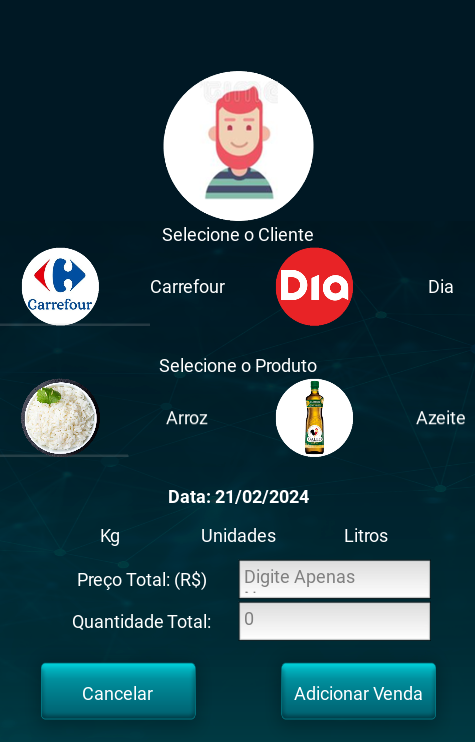 Selecione o Cliente
Carrefour
Carrefour
Dia
Dia
Selecione o Produto
Arroz
Azeite
Data: 21/02/2024
Kg
Unidades
Litros
Preço Total: (R$)
Digite Apenas
Quantidade Total:
0
Cancelar
Adicionar Venda